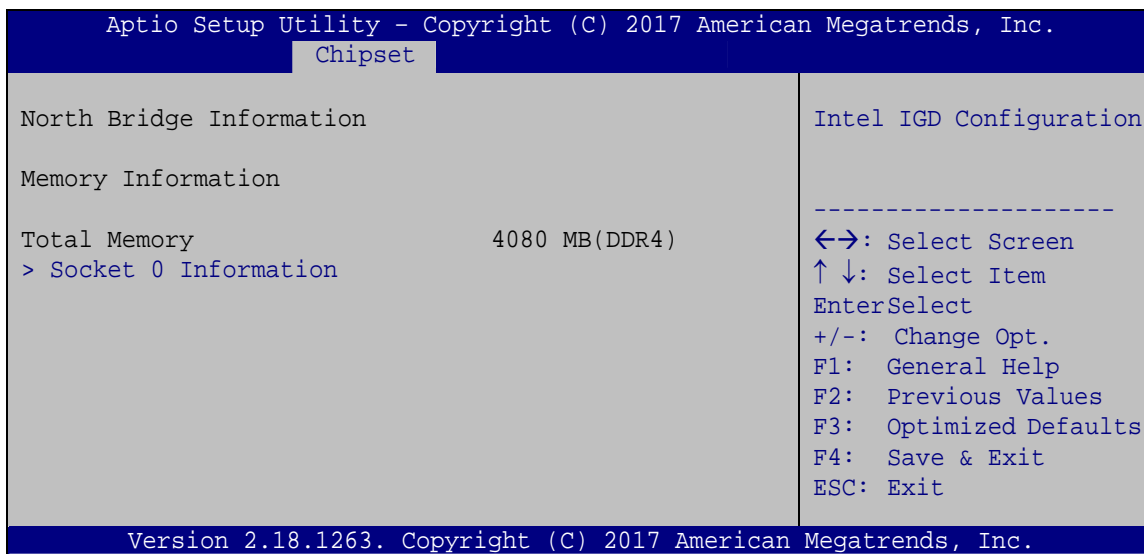 Aptio Setup Utility – Copyright (C) 2017 American Megatrends, Inc.
Chipset
North Bridge Information
Memory Information
Total Memory 4080 MB(DDR4)
> Socket 0 Information
Intel IGD Configuration
---------------------
←→: Select Screen
↑ ↓: Select Item
EnterSelect
+/-: Change Opt.
F1: General Help
F2: Previous Values
F3: Optimized Defaults
F4: Save & Exit
ESC: Exit
Version 2.18.1263. Copyright (C) 2017 American Megatrends, Inc.